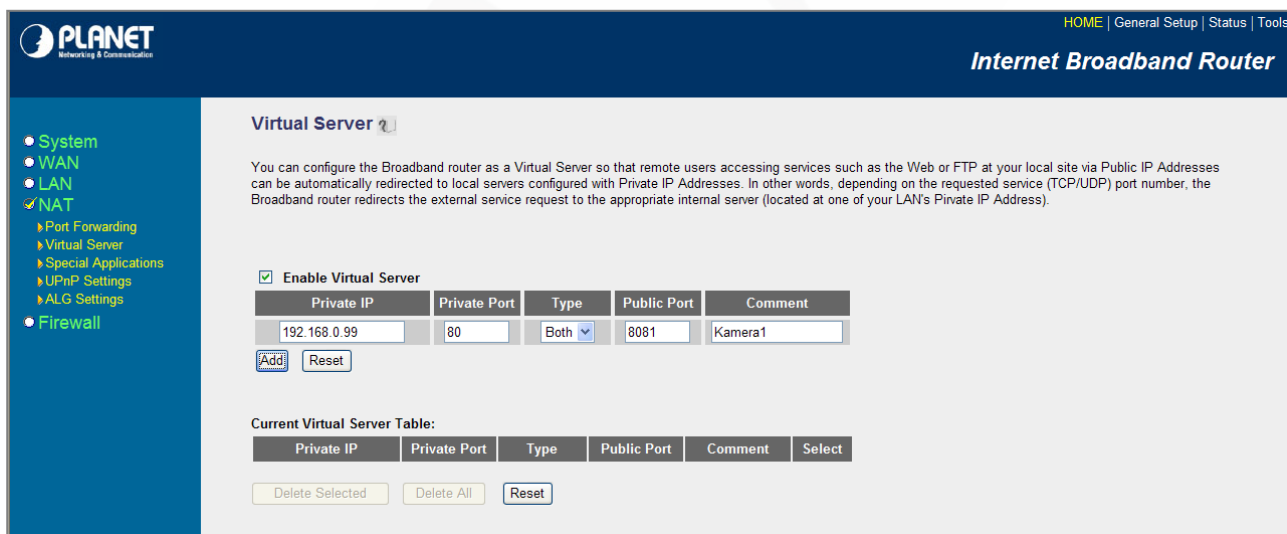 PLANET
Networking & Communication
HOME | General Setup | Status | Tools
Internet Broadband Router
System
WAN
LAN
NAT
Port Forwarding
Virtual Server
Special Applications
UPnP Settings
ALG Settings
Firewall
Virtual Server
You can configure the Broadband router as a Virtual Server so that remote users accessing services such as the Web or FTP at your local site via Public IP Addresses
can be automatically redirected to local servers configured with Private IP Addresses. In other words, depending on the requested service (TCP/UDP) port number, the
Broadband router redirects the external service request to the appropriate internal server (located at one of your LAN's Pivate IP Address).
Enable Virtual Server
Private IP Private Port Type Public Port Comment
192.168.0.99 80 Both 8081 Kamera1
Add Reset
Current Virtual Server Table:
Private IP Private Port Type Public Port Comment Select
Delete Selected Delete All Reset